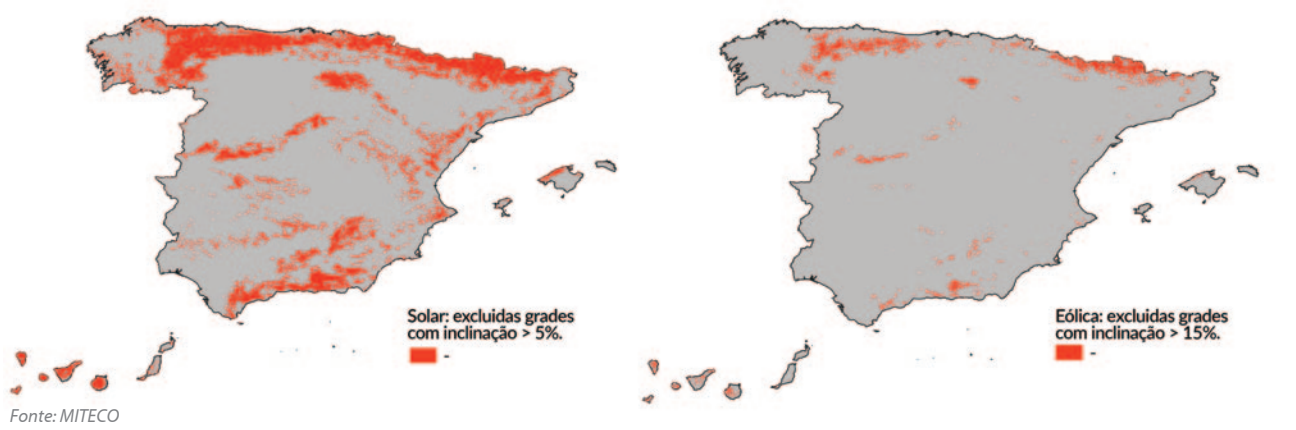 Solar: excluidas grades
com inclinação > 5%.
-
Eólica: excluidas grades
com inclinação > 15%.
-
Fonte: MITECO